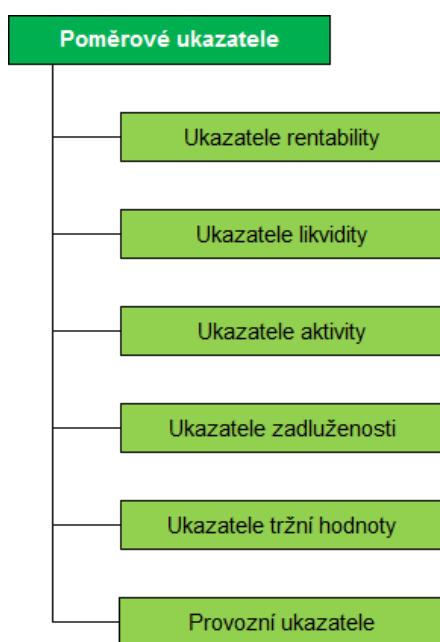 Poměrové ukazatele
Ukazatele rentability
Ukazatele likvidity
Ukazatele aktivity
Ukazatele zadluženosti
Ukazatele tržní hodnoty
Provozní ukazatele